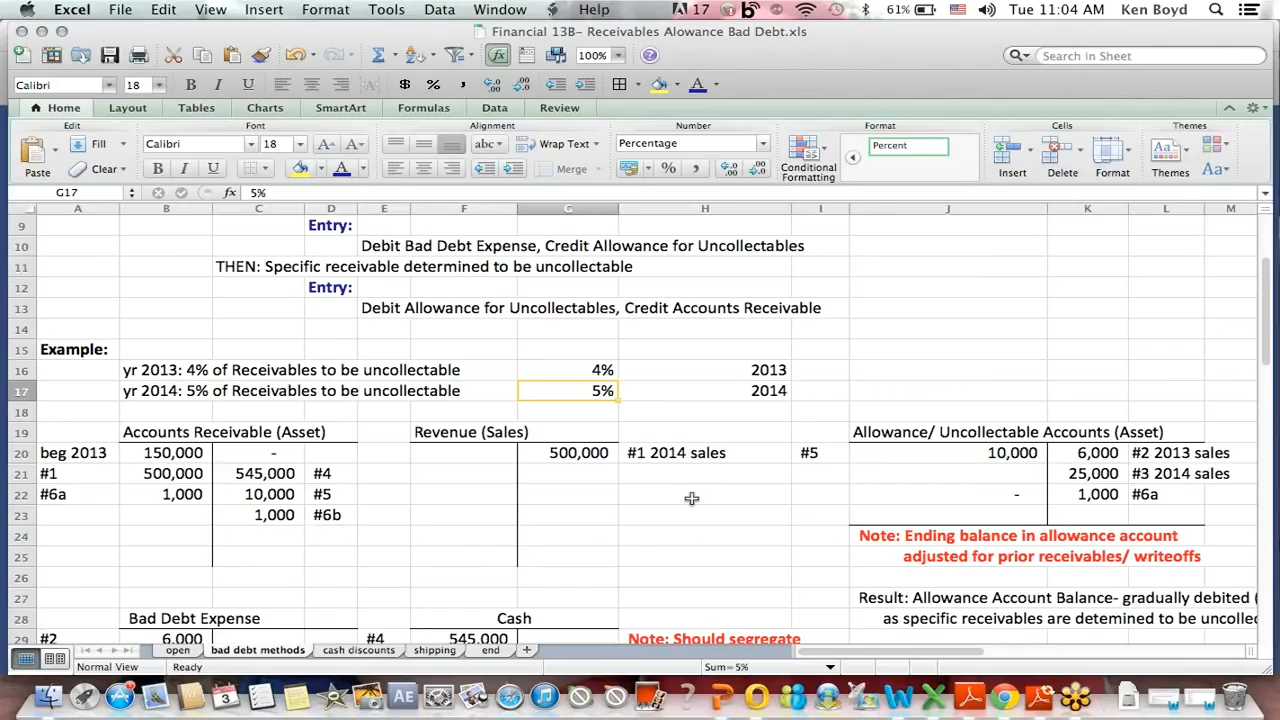 Excel File Edit View Insert Format Tools Data Window Help 17 61% Tue 11:04 AM Ken Boyd
Financial 13B– Receivables Alowance Bad Debt.xls
100% Search in Sheet
Calibri 18 B I U $ % ,
Home Layout Tables Charts SmartArt Formulas Data Review
Edit Font Alignment Number Format Cells Themes
Paste Fill Clear Calibri 18 B I U abc Wrap Text Merge Percentage % , Conditional Formatting Percent Insert Delete Format Themes Aa
G17 fx 5%
A B C D E F G H I J K L M
9 Entry:
10 Debit Bad Debt Expense, Credit Allowance for Uncollectables
11 THEN: Specific receivable determined to be uncollectable
12 Entry:
13 Debit Allowance for Uncollectables, Credit Accounts Receivable
14
15 Example:
16 yr 2013: 4% of Receivables to be uncollectable 4% 2013
17 yr 2014: 5% of Receivables to be uncollectable 5% 2014
18
19 Accounts Receivable (Asset) Revenue (Sales) Allowance/ Uncollectable Accounts (Asset)
20 beg 2013 150,000 - 500,000 #1 2014 sales #5 10,000 6,000 #2 2013 sales
21 #1 500,000 545,000 #4 25,000 #3 2014 sales
22 #6a 1,000 10,000 #5 - 1,000 #6a
23 1,000 #6b
24 Note: Ending balance in allowance account
25 adjusted for prior receivables/ writeoffs
26
27 Result: Allowance Account Balance- gradually debited (
28 Bad Debt Expense Cash as specific receivables are detemined to be uncollec
29 #2 6,000 #4 545,000 Note: Should segregate
open bad debt methods cash discounts shipping end +
Normal View Ready Sum=5%